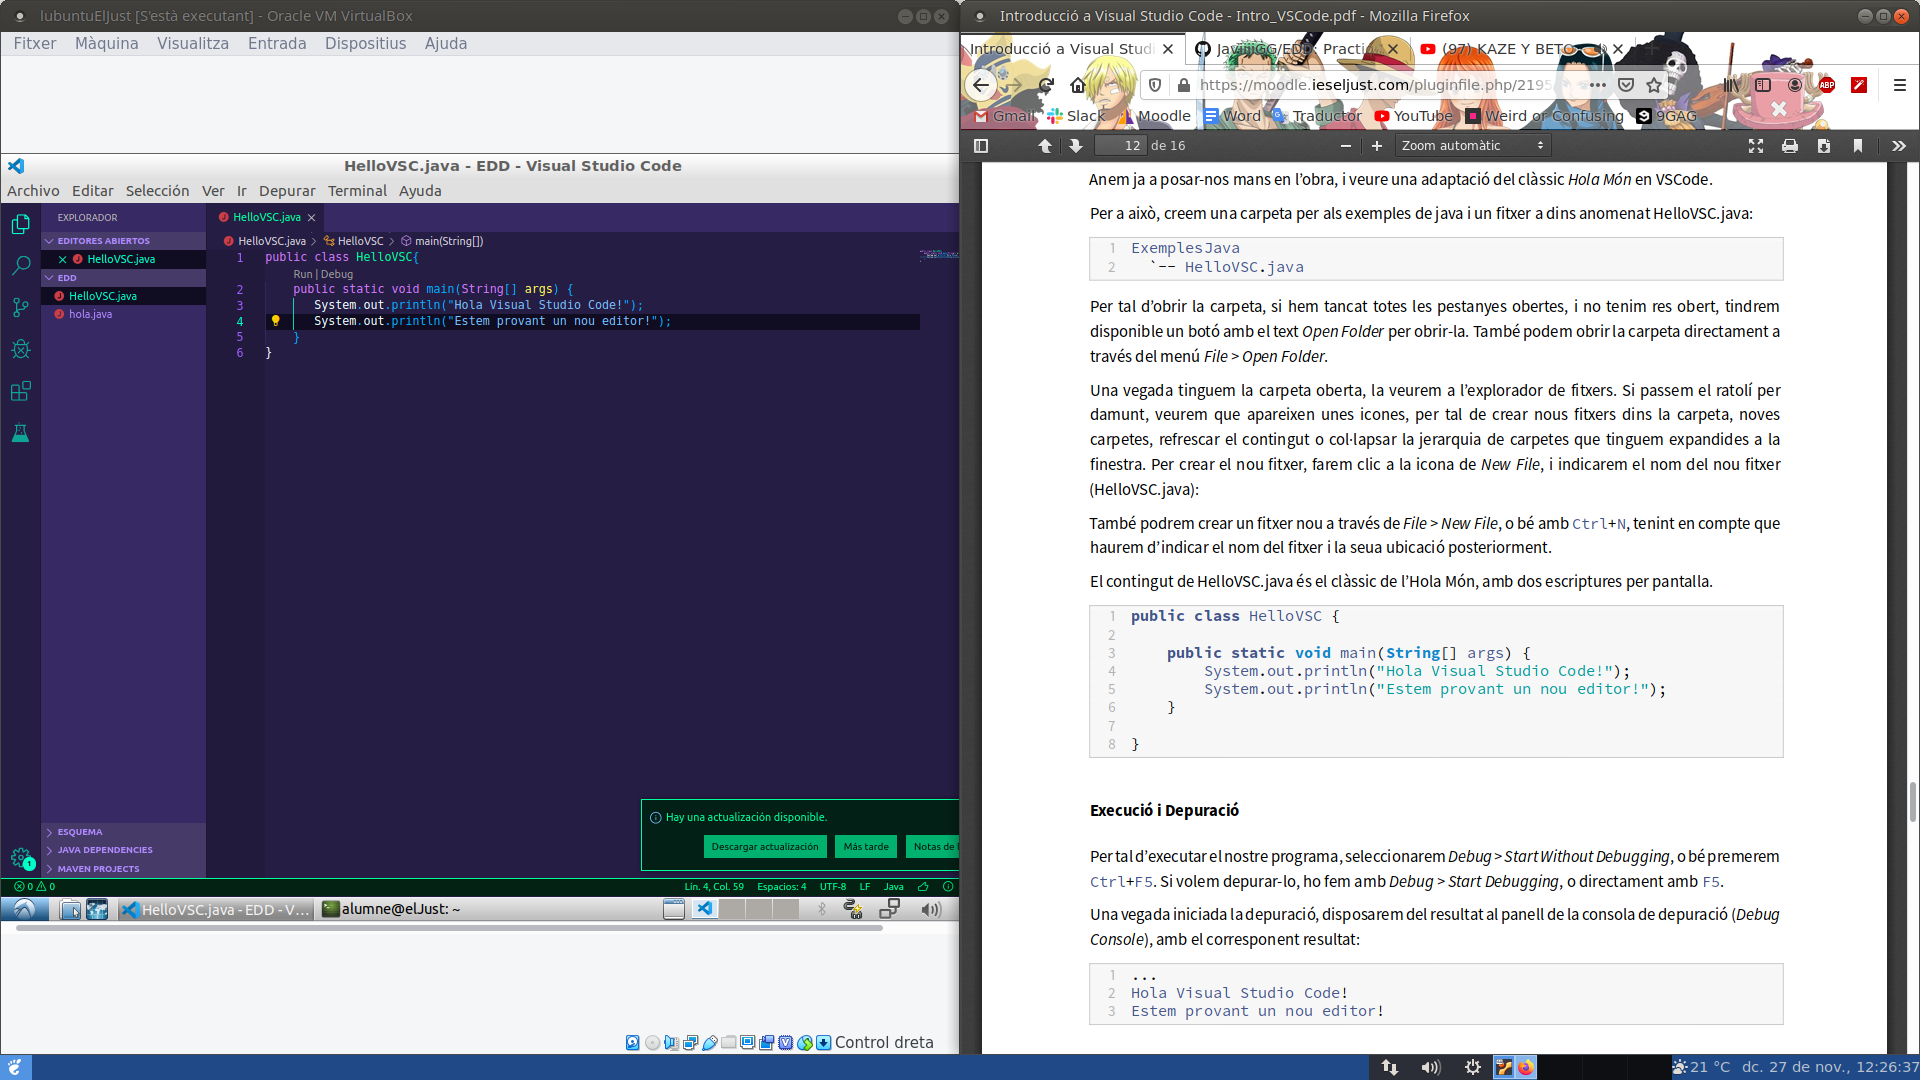 lubuntuElJust [S'està executant] - Oracle VM VirtualBox
Fitxer Màquina Visualitza Entrada Dispositius Ajuda
HelloVSC.java - EDD - Visual Studio Code
Archivo Editar Selección Ver Ir Depurar Terminal Ayuda
EXPLORADOR
EDITORES ABIERTOS
HelloVSC.java
EDD
HelloVSC.java
hola.java
ESQUEMA
JAVA DEPENDENCIES
MAVEN PROJECTS
1
HelloVSC.java
HelloVSC.java > HelloVSC > main(String[])
1 public class HelloVSC{
Run | Debug
2 public static void main(String[] args) {
3 System.out.println("Hola Visual Studio Code!");
4 System.out.println("Estem provant un nou editor!");
5 }
6 }
Hay una actualización disponible.
Descargar actualización Más tarde Notas de
0 0 Lín. 4, Col. 59 Espacios: 4 UTF-8 LF Java
HelloVSC.java - EDD - V... alumne@elJust: ~
Control dreta
Introducció a Visual Studio Code - Intro_VSCode.pdf - Mozilla Firefox
Introducció a Visual Studi
(97) KAZE Y BETO
https://moodle.ieseljust.com/pluginfile.php/2195
Gmail Slack Moodle Word Traductor YouTube Weird or Confusing 9GAG
12 de 16 Zoom automàtic
Anem ja a posar-nos mans en l'obra, i veure una adaptació del clàssic Hola Món en VSCode.
Per a això, creem una carpeta per als exemples de java i un fitxer a dins anomenat HelloVSC.java:
1 ExemplesJava
2 `-- HelloVSC.java
Per tal d'obrir la carpeta, si hem tancat totes les pestanyes obertes, i no tenim res obert, tindrem
disponible un botó amb el text Open Folder per obrir-la. També podem obrir la carpeta directament a
través del menú File > Open Folder.
Una vegada tinguem la carpeta oberta, la veurem a l'explorador de fitxers. Si passem el ratolí per
damunt, veurem que apareixen unes icones, per tal de crear nous fitxers dins la carpeta, noves
carpetes, refrescar el contingut o col·lapsar la jerarquia de carpetes que tinguem expandides a la
finestra. Per crear el nou fitxer, farem clic a la icona de New File, i indicarem el nom del nou fitxer
(HelloVSC.java):
També podrem crear un fitxer nou a través de File > New File, o bé amb Ctrl+N, tenint en compte que
haurem d'indicar el nom del fitxer i la seua ubicació posteriorment.
El contingut de HelloVSC.java és el clàssic de l'Hola Món, amb dos escriptures per pantalla.
1 public class HelloVSC {
2
3 public static void main(String[] args) {
4 System.out.println("Hola Visual Studio Code!");
5 System.out.println("Estem provant un nou editor!");
6 }
7
8 }
Execució i Depuració
Per tal d'executar el nostre programa, seleccionarem Debug > Start Without Debugging, o bé premerem
Ctrl+F5. Si volem depurar-lo, ho fem amb Debug > Start Debugging, o directament amb F5.
Una vegada iniciada la depuració, disposarem del resultat al panell de la consola de depuració (Debug
Console), amb el corresponent resultat:
1 ...
2 Hola Visual Studio Code!
3 Estem provant un nou editor!
21 °C dc. 27 de nov., 12:26:37